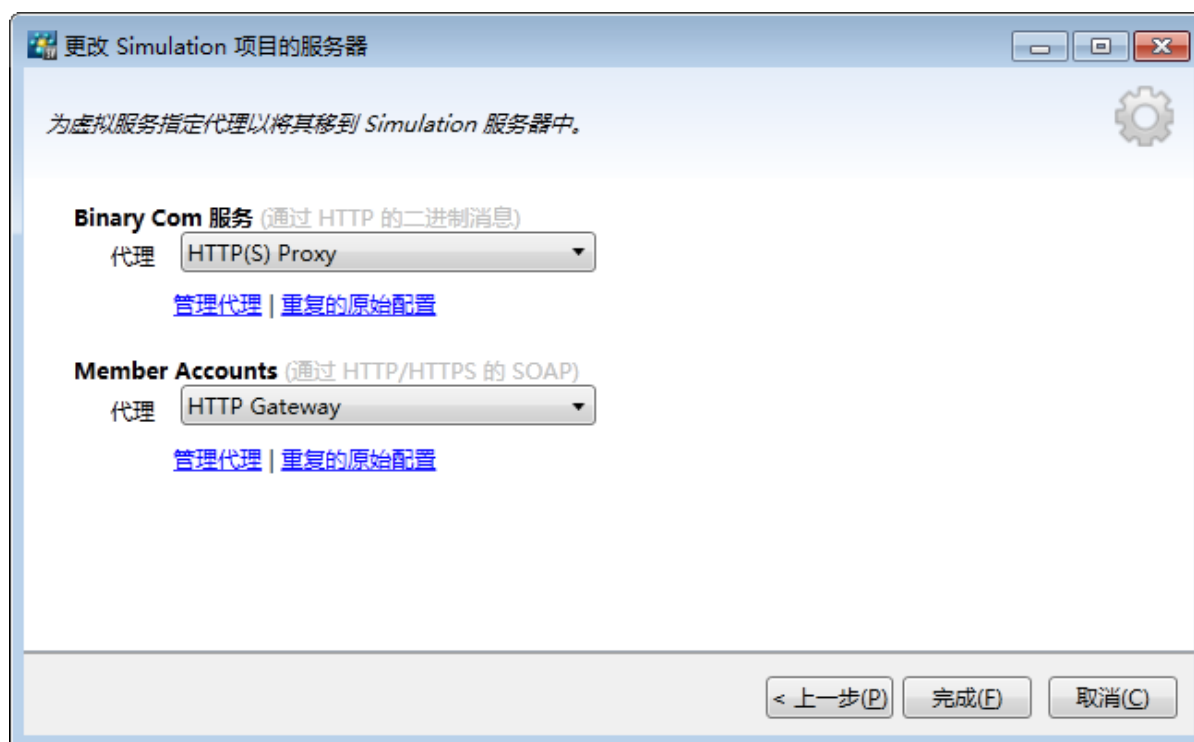 更改 Simulation 项目的服务器
为虚拟服务指定代理以将其移到 Simulation 服务器中。
Binary Com 服务 (通过 HTTP 的二进制消息)
代理 HTTP(S) Proxy
管理代理 | 重复的原始配置
Member Accounts (通过 HTTP/HTTPS 的 SOAP)
代理 HTTP Gateway
管理代理 | 重复的原始配置
< 上一步(P) 完成(F) 取消(C)